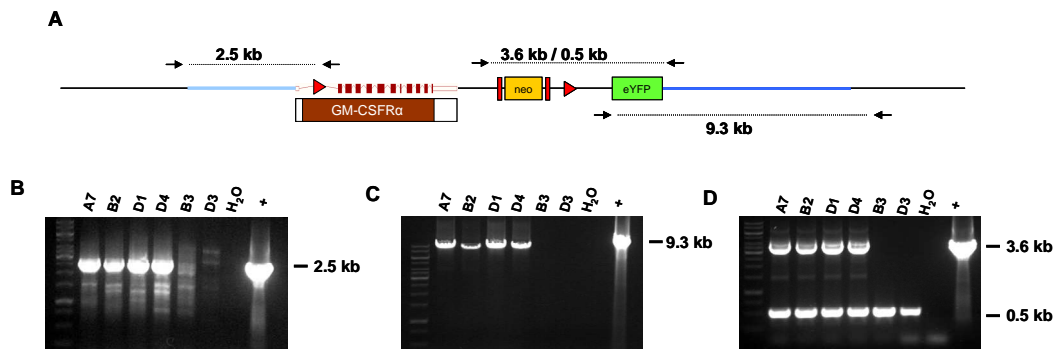 A
2.5 kb
3.6 kb / 0.5 kb
neo
eYFP
GM-CSFRα
9.3 kb
B
A7 B2 D1 D4 B3 D3 H₂O +
2.5 kb
C
A7 B2 D1 D4 B3 D3 H₂O +
9.3 kb
D
A7 B2 D1 D4 B3 D3 H₂O +
3.6 kb
0.5 kb